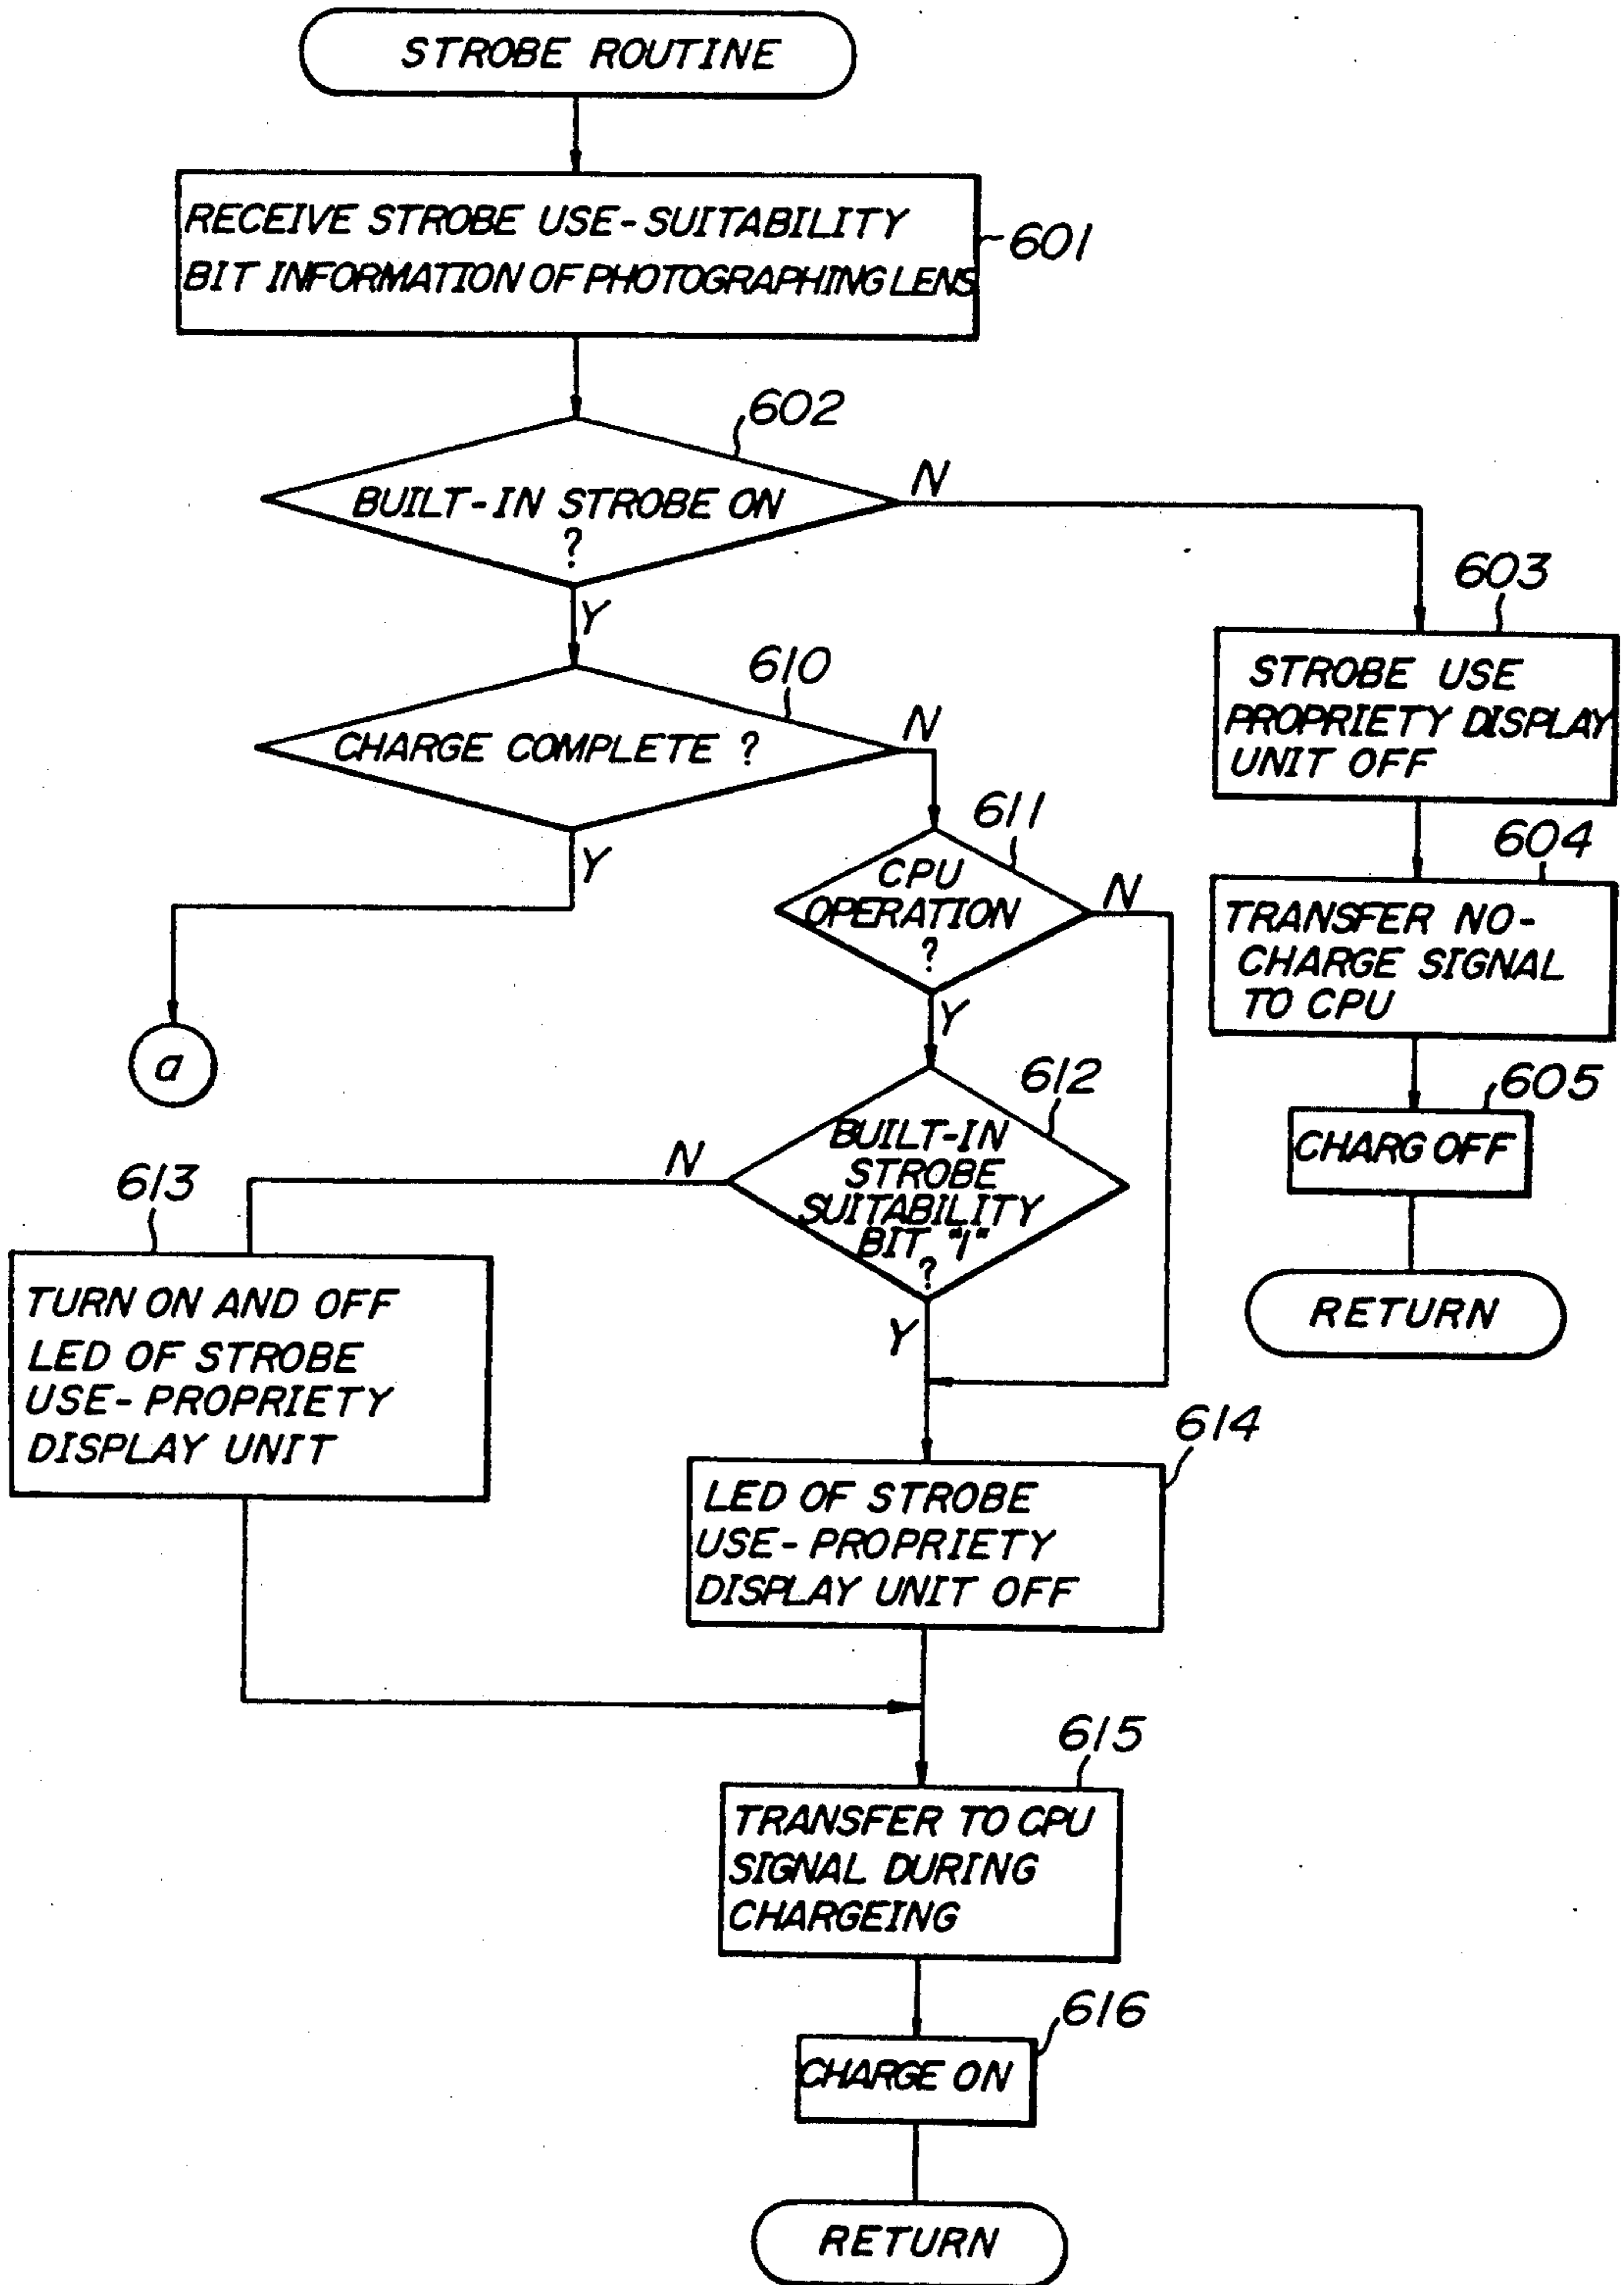 STROBE ROUTINE
RECEIVE STROBE USE-SUITABILITY
BIT INFORMATION OF PHOTOGRAPHING LENS
601
602
BUILT-IN STROBE ON
?
N
Y
603
STROBE USE
PROPRIETY DISPLAY
UNIT OFF
610
CHARGE COMPLETE ?
N
Y
604
TRANSFER NO-
CHARGE SIGNAL
TO CPU
611
CPU
OPERATION
?
N
Y
a
605
CHARG OFF
RETURN
612
BUILT-IN
STROBE
SUITABILITY
BIT "1"
?
N
Y
613
TURN ON AND OFF
LED OF STROBE
USE-PROPRIETY
DISPLAY UNIT
614
LED OF STROBE
USE-PROPRIETY
DISPLAY UNIT OFF
615
TRANSFER TO CPU
SIGNAL DURING
CHARGEING
616
CHARGE ON
RETURN